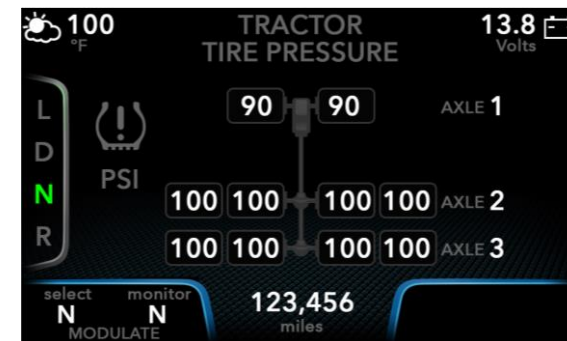 100
°F
TRACTOR
TIRE PRESSURE
13.8
Volts
L
D
N
R
PSI
90 90 AXLE 1
100 100 100 100 AXLE 2
100 100 100 100 AXLE 3
select monitor
N N
MODULATE
123,456
miles